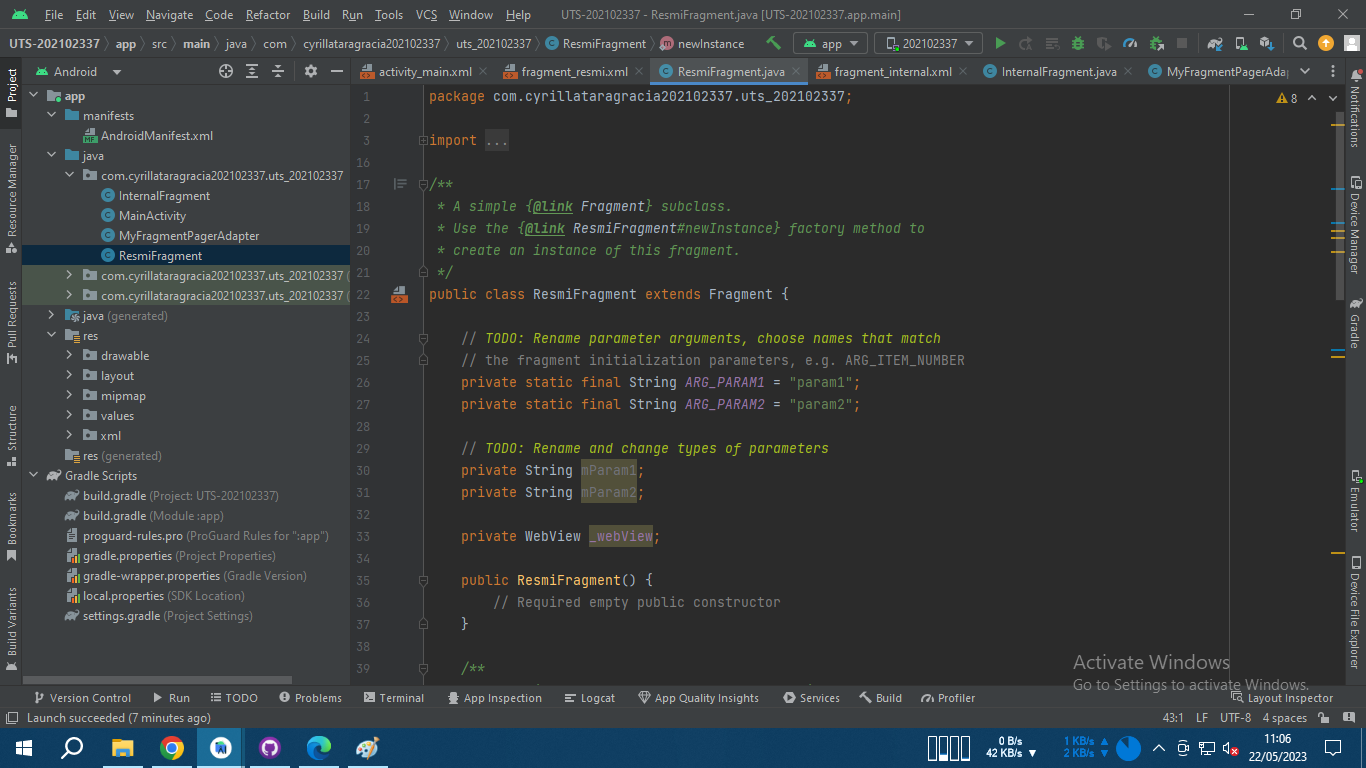 File Edit View Navigate Code Refactor Build Run Tools VCS Window Help UTS-202102337 - ResmiFragment.java [UTS-202102337.app.main]
UTS-202102337 app src main java com cyrillataragracia202102337 uts_202102337 ResmiFragment newInstance app 202102337
Android
activity_main.xml fragment_resmi.xml ResmiFragment.java fragment_internal.xml InternalFragment.java MyFragmentPagerAda
Project
Resource Manager
Pull Requests
Structure
Bookmarks
Build Variants
app
manifests
AndroidManifest.xml
java
com.cyrillataragracia202102337.uts_202102337
InternalFragment
MainActivity
MyFragmentPagerAdapter
ResmiFragment
com.cyrillataragracia202102337.uts_202102337 (
com.cyrillataragracia202102337.uts_202102337 (
java (generated)
res
drawable
layout
mipmap
values
xml
res (generated)
Gradle Scripts
build.gradle (Project: UTS-202102337)
build.gradle (Module :app)
proguard-rules.pro (ProGuard Rules for ":app")
gradle.properties (Project Properties)
gradle-wrapper.properties (Gradle Version)
local.properties (SDK Location)
settings.gradle (Project Settings)
1 package com.cyrillataragracia202102337.uts_202102337;
8
2
3 import ...
16
17 /**
18 * A simple {@link Fragment} subclass.
19 * Use the {@link ResmiFragment#newInstance} factory method to
20 * create an instance of this fragment.
21 */
22 public class ResmiFragment extends Fragment {
23
24 // TODO: Rename parameter arguments, choose names that match
25 // the fragment initialization parameters, e.g. ARG_ITEM_NUMBER
26 private static final String ARG_PARAM1 = "param1";
27 private static final String ARG_PARAM2 = "param2";
28
29 // TODO: Rename and change types of parameters
30 private String mParam1;
31 private String mParam2;
32
33 private WebView _webView;
34
35 public ResmiFragment() {
36 // Required empty public constructor
37 }
38
39 /**
Notifications
Device Manager
Gradle
Emulator
Device File Explorer
Activate Windows
Go to Settings to activate Windows.
Version Control Run TODO Problems Terminal App Inspection Logcat App Quality Insights Services Build Profiler Layout Inspector
Launch succeeded (7 minutes ago) 43:1 LF UTF-8 4 spaces
0 B/s
42 KB/s
1 KB/s
2 KB/s
11:06
22/05/2023